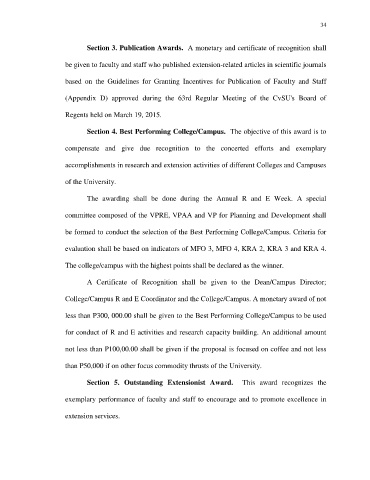 34
Section 3. Publication Awards. A monetary and certificate of recognition shall
be given to faculty and staff who published extension-related articles in scientific journals
based on the Guidelines for Granting Incentives for Publication of Faculty and Staff
(Appendix D) approved during the 63rd Regular Meeting of the CvSU's Board of
Regents held on March 19, 2015.
Section 4. Best Performing College/Campus. The objective of this award is to
compensate and give due recognition to the concerted efforts and exemplary
accomplishments in research and extension activities of different Colleges and Campuses
of the University.
The awarding shall be done during the Annual R and E Week. A special
committee composed of the VPRE, VPAA and VP for Planning and Development shall
be formed to conduct the selection of the Best Performing College/Campus. Criteria for
evaluation shall be based on indicators of MFO 3, MFO 4, KRA 2, KRA 3 and KRA 4.
The college/campus with the highest points shall be declared as the winner.
A Certificate of Recognition shall be given to the Dean/Campus Director;
College/Campus R and E Coordinator and the College/Campus. A monetary award of not
less than P300, 000.00 shall be given to the Best Performing College/Campus to be used
for conduct of R and E activities and research capacity building. An additional amount
not less than P100,00.00 shall be given if the proposal is focused on coffee and not less
than P50,000 if on other focus commodity thrusts of the University.
Section 5. Outstanding Extensionist Award. This award recognizes the
exemplary performance of faculty and staff to encourage and to promote excellence in
extension services.